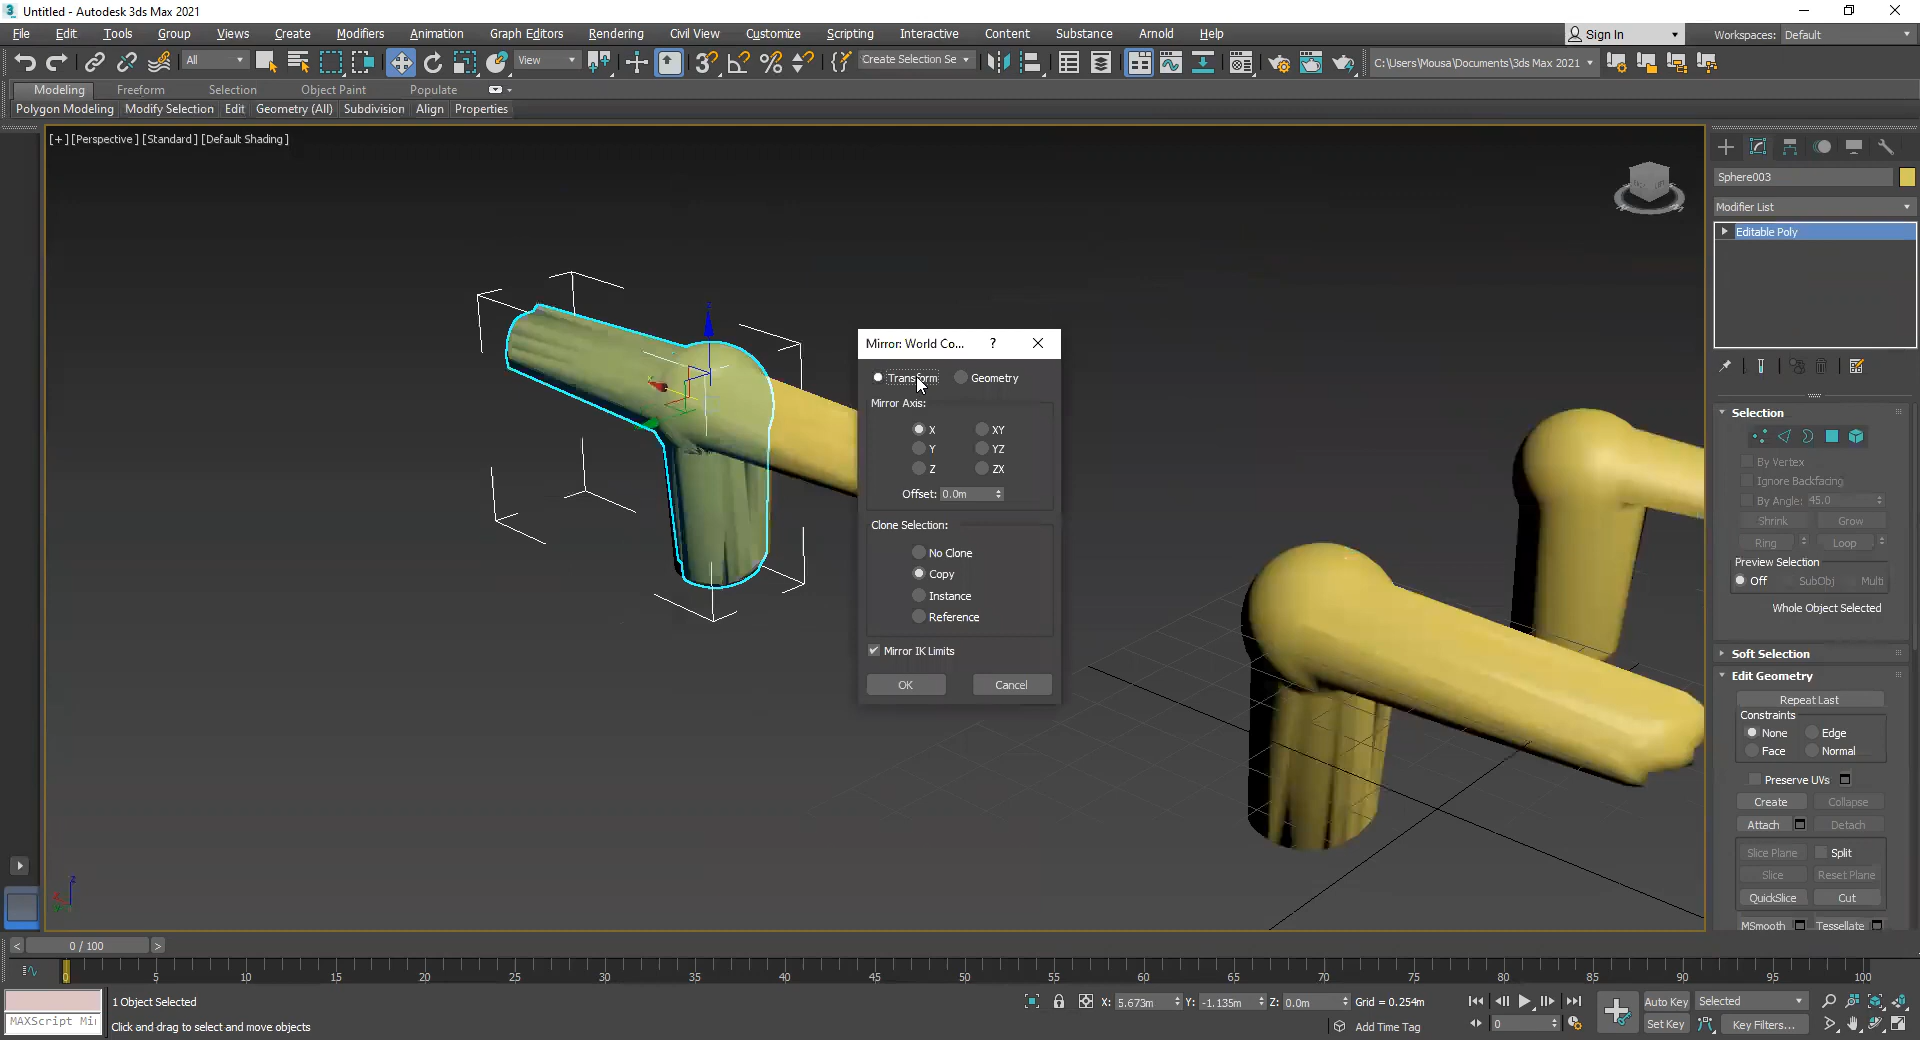 Untitled - Autodesk 3ds Max 2021
File Edit Tools Group Views Create Modifiers Animation Graph Editors Rendering Civil View Customize Scripting Interactive Content Substance Arnold Help Sign In Workspaces: Default
All View Create Selection Se C:\Users\Mousa\Documents\3ds Max 2021
Modeling Freeform Selection Object Paint Populate
Polygon Modeling Modify Selection Edit Geometry (All) Subdivision Align Properties
[+] [Perspective] [Standard] [Default Shading]
Sphere003
Modifier List
Editable Poly
Mirror: World Co... ?
Transform Geometry
Mirror Axis:
X XY
Y YZ
Z ZX
Offset: 0.0m
Clone Selection:
No Clone
Copy
Instance
Reference
Mirror IK Limits
OK Cancel
Selection
By Vertex
Ignore Backfacing
By Angle: 45.0
Shrink Grow
Ring Loop
Preview Selection
Off SubObj Multi
Whole Object Selected
Soft Selection
Edit Geometry
Repeat Last
Constraints
None Edge
Face Normal
Preserve UVs
Create Collapse
Attach Detach
Slice Plane Split
Slice Reset Plane
QuickSlice Cut
MSmooth Tessellate
< 0 / 100 >
0 5 10 15 20 25 30 35 40 45 50 55 60 65 70 75 80 85 90 95 100
1 Object Selected X: 5.673m Y: -1.135m Z: 0.0m Grid = 0.254m Auto Key Selected
MAXScript Mi Click and drag to select and move objects Add Time Tag 0 Set Key Key Filters...